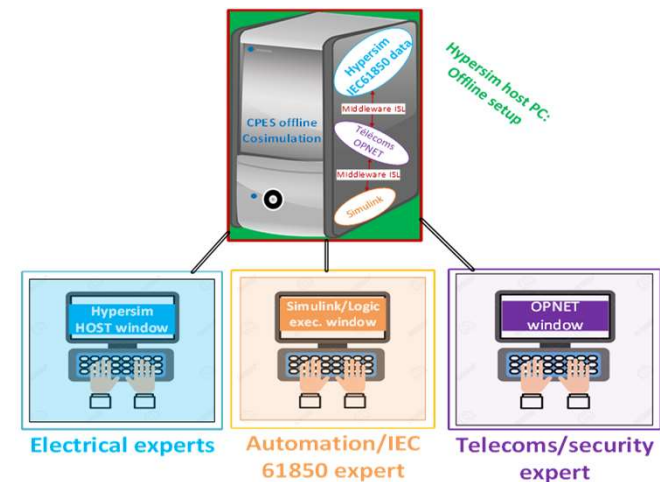 Hypersim
IEC61850 data
Middleware ISL
CPES offline
Cosimulation
Télécoms
OPNET
Middleware ISL
Simulink
Hypersim host PC:
Offline setup
Hypersim
HOST window
Simulink/Logic
exec. window
OPNET
window
Electrical experts
Automation/IEC
61850 expert
Telecoms/security
expert